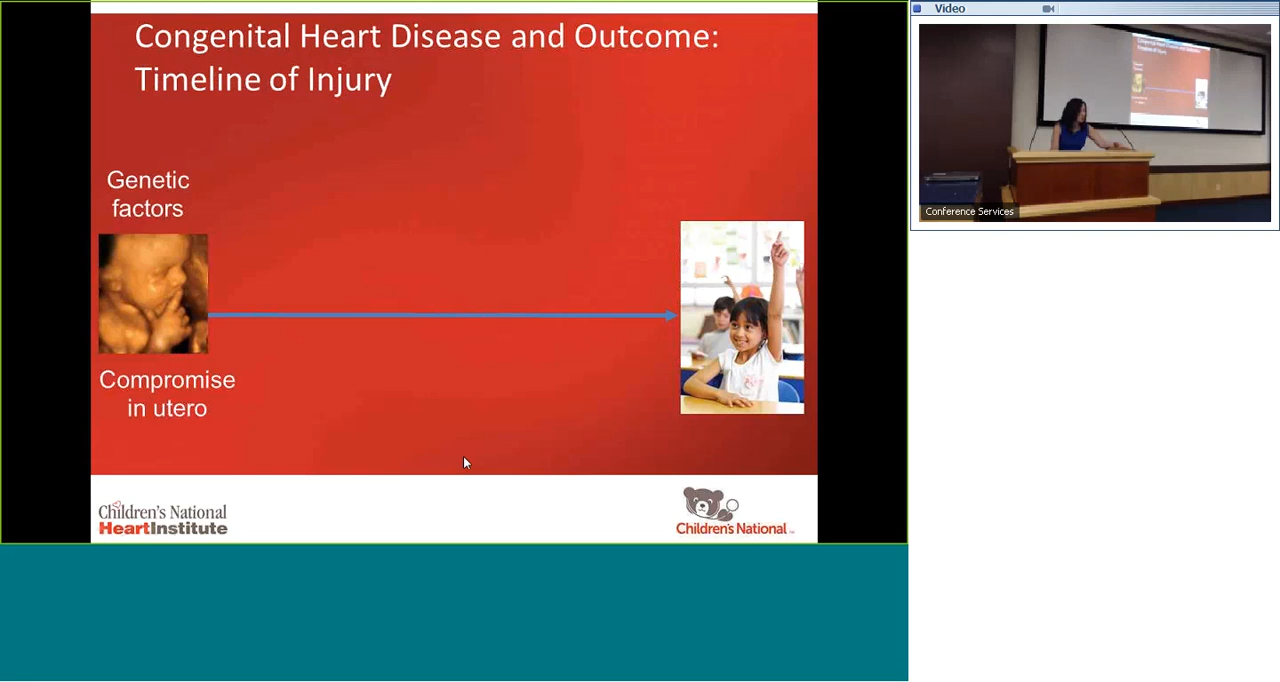 Congenital Heart Disease and Outcome:
Timeline of Injury
Genetic
factors
Compromise
in utero
Children's National
HeartInstitute
Children's National
Video
Conference Services